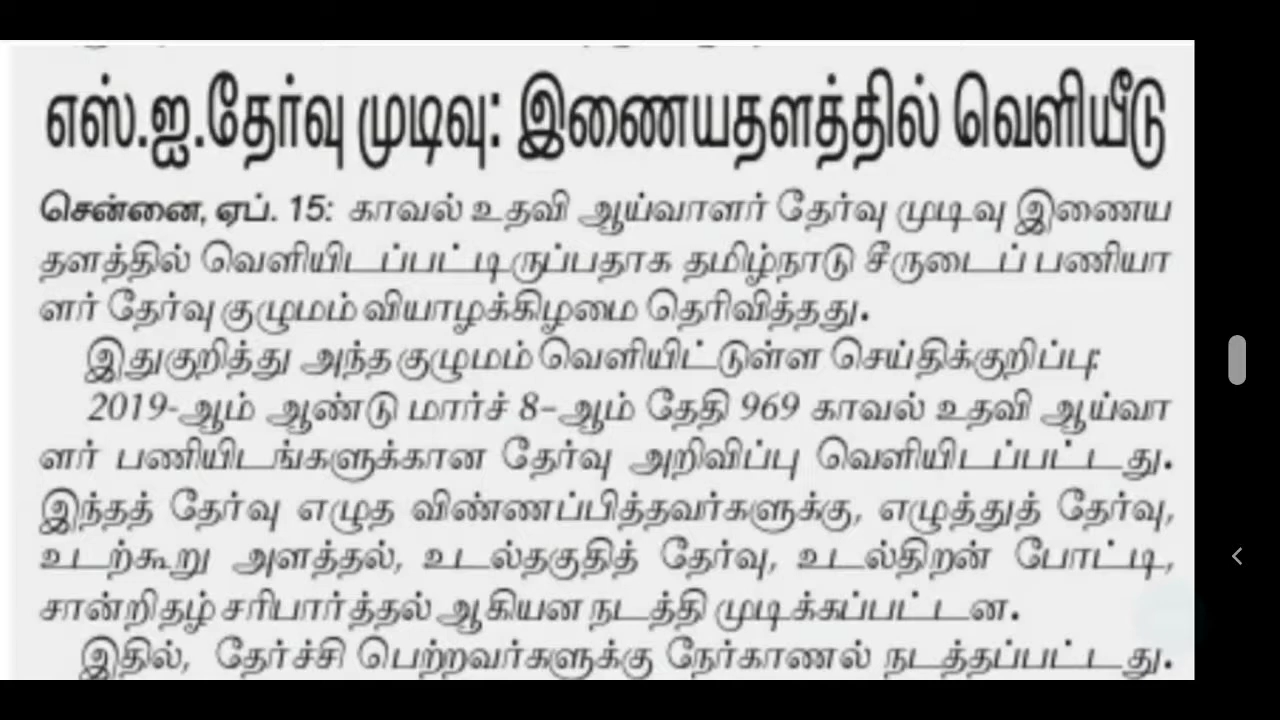 எஸ்.ஐ.தேர்வு முடிவு: இணையதளத்தில் வெளியீடு
சென்னை, ஏப். 15: காவல் உதவி ஆய்வாளர் தேர்வு முடிவு இணைய
தளத்தில் வெளியிடப்பட்டிருப்பதாக தமிழ்நாடு சீருடைப் பணியா
ளர் தேர்வு குழுமம் வியாழக்கிழமை தெரிவித்தது.
இதுகுறித்து அந்த குழுமம் வெளியிட்டுள்ள செய்திக்குறிப்பு:
2019-ஆம் ஆண்டு மார்ச் 8-ஆம் தேதி 969 காவல் உதவி ஆய்வா
ளர் பணியிடங்களுக்கான தேர்வு அறிவிப்பு வெளியிடப்பட்டது.
இந்தத் தேர்வு எழுத விண்ணப்பித்தவர்களுக்கு, எழுத்துத் தேர்வு,
உடற்கூறு அளத்தல், உடல்தகுதித் தேர்வு, உடல்திறன் போட்டி,
சான்றிதழ் சரிபார்த்தல் ஆகியன நடத்தி முடிக்கப்பட்டன.
இதில், தேர்ச்சி பெற்றவர்களுக்கு நேர்காணல் நடத்தப்பட்டது.